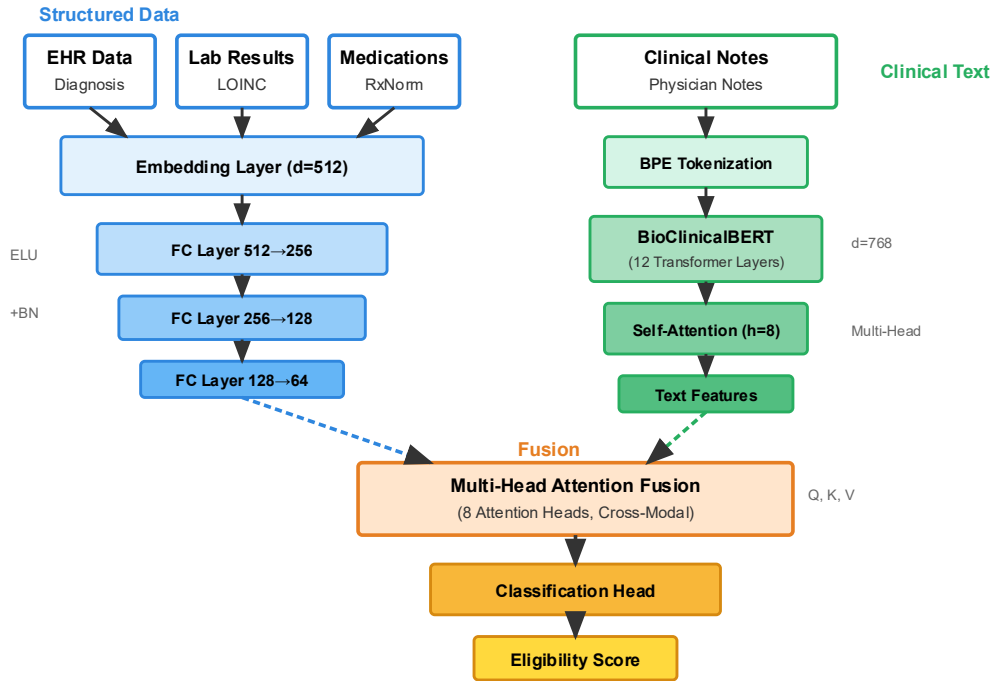 Structured Data
EHR Data
Diagnosis
Lab Results
LOINC
Medications
RxNorm
Embedding Layer (d=512)
ELU
FC Layer 512→256
+BN
FC Layer 256→128
FC Layer 128→64
Clinical Text
Clinical Notes
Physician Notes
BPE Tokenization
BioClinicalBERT
(12 Transformer Layers)
d=768
Self-Attention (h=8)
Multi-Head
Text Features
Fusion
Multi-Head Attention Fusion
(8 Attention Heads, Cross-Modal)
Q, K, V
Classification Head
Eligibility Score